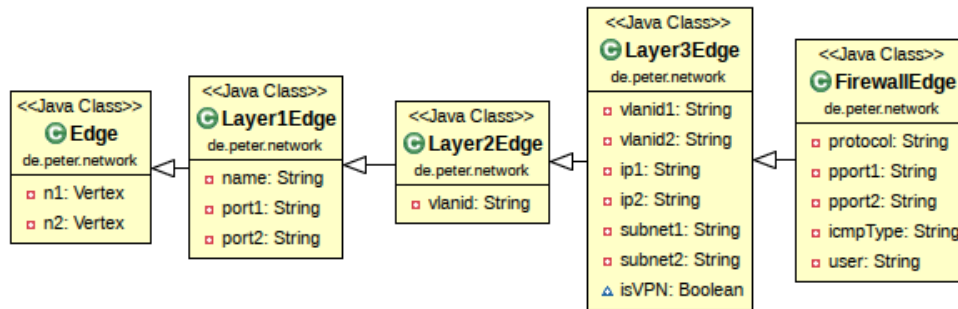 <<Java Class>>
Edge
de.peter.network
n1: Vertex
n2: Vertex
<<Java Class>>
Layer1Edge
de.peter.network
name: String
port1: String
port2: String
<<Java Class>>
Layer2Edge
de.peter.network
vlanid: String
<<Java Class>>
Layer3Edge
de.peter.network
vlanid1: String
vlanid2: String
ip1: String
ip2: String
subnet1: String
subnet2: String
isVPN: Boolean
<<Java Class>>
FirewallEdge
de.peter.network
protocol: String
pport1: String
pport2: String
icmpType: String
user: String